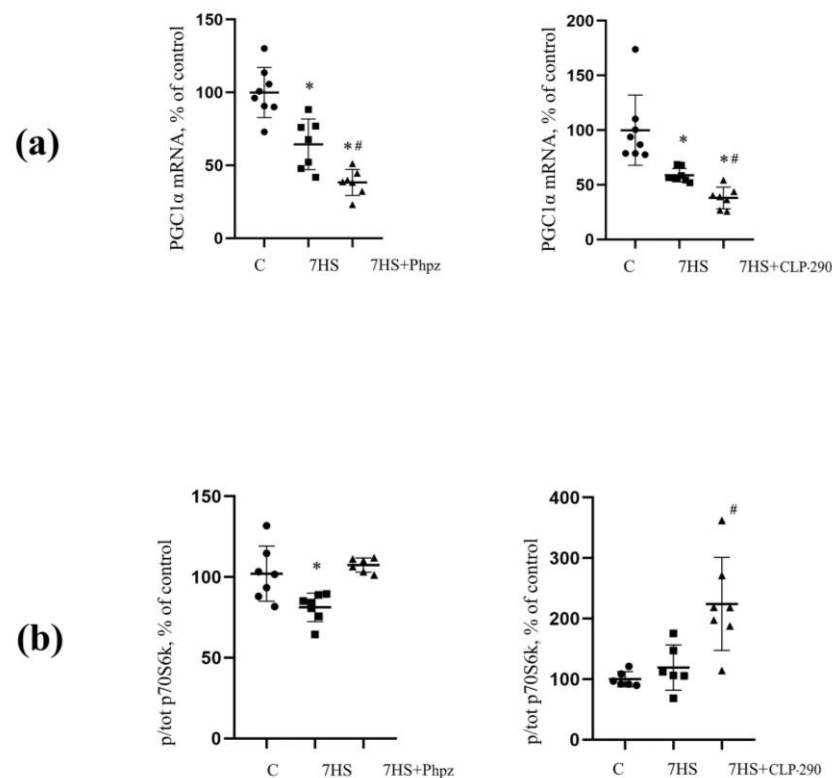 (a)
PGC1α mRNA, % of control
150
100
50
0
*
*#
C 7HS 7HS+Phpz
PGC1α mRNA, % of control
200
150
100
50
0
*
*#
C 7HS 7HS+CLP-290
(b)
p/tot p70S6k, % of control
150
100
50
0
*
C 7HS 7HS+Phpz
p/tot p70S6k, % of control
400
300
200
100
0
#
C 7HS 7HS+CLP-290